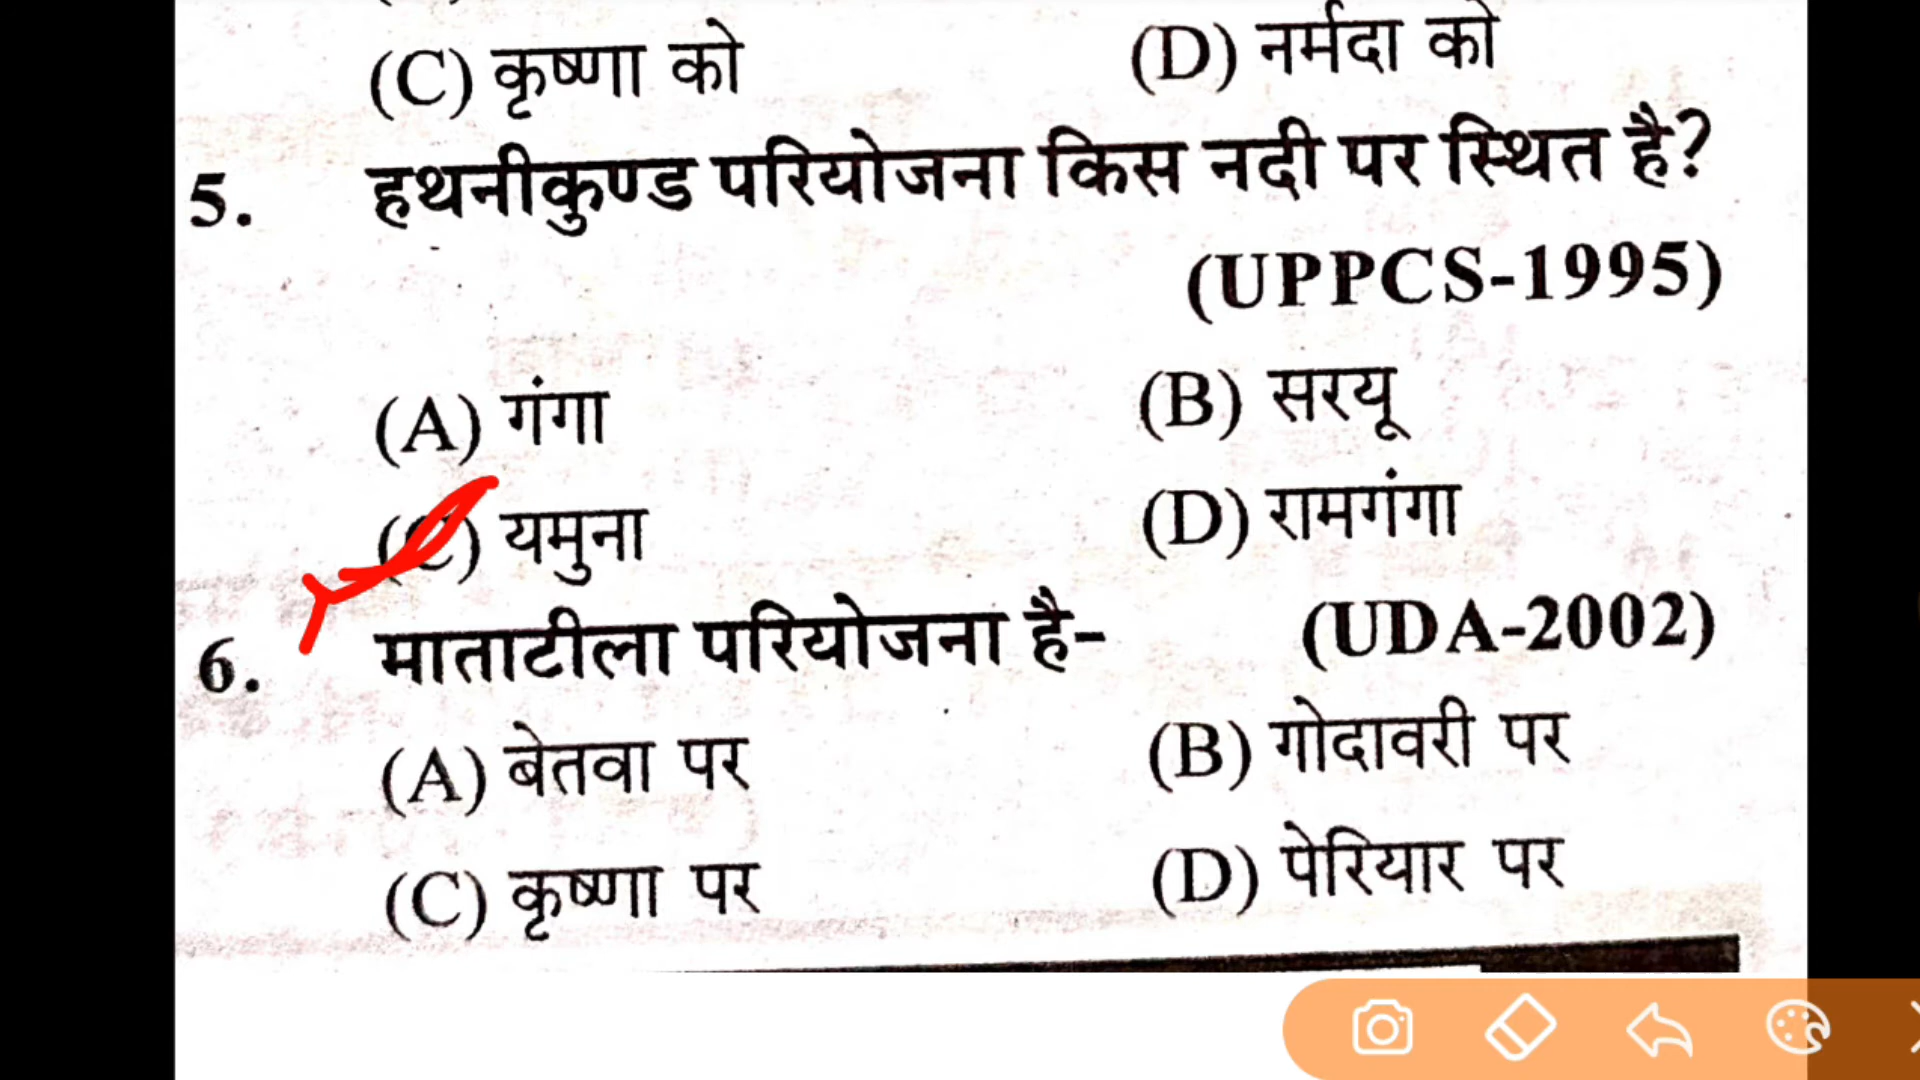 (C) कृष्णा को (D) नर्मदा को
5. हथनीकुण्ड परियोजना किस नदी पर स्थित है?
(UPPCS-1995)
(A) गंगा (B) सरयू
(C) यमुना (D) रामगंगा
6. माताटीला परियोजना है- (UDA-2002)
(A) बेतवा पर (B) गोदावरी पर
(C) कृष्णा पर (D) पेरियार पर